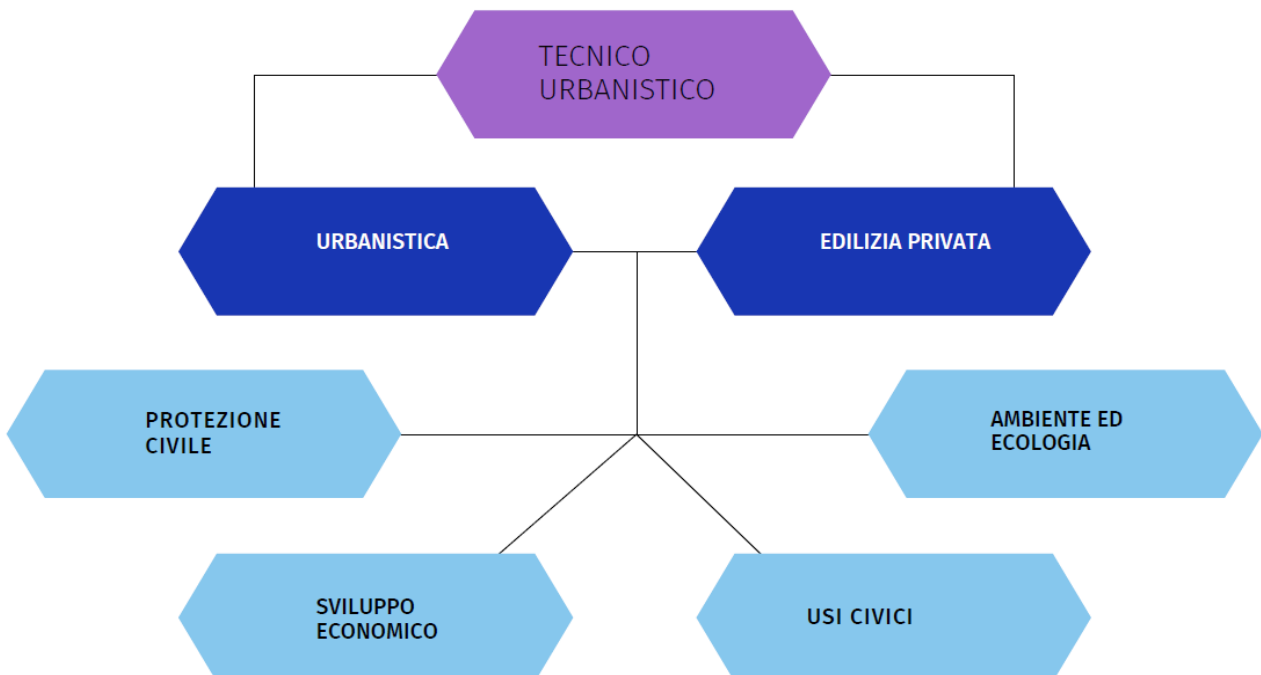 TECNICO
URBANISTICO
URBANISTICA
EDILIZIA PRIVATA
PROTEZIONE
CIVILE
AMBIENTE ED
ECOLOGIA
SVILUPPO
ECONOMICO
USI CIVICI